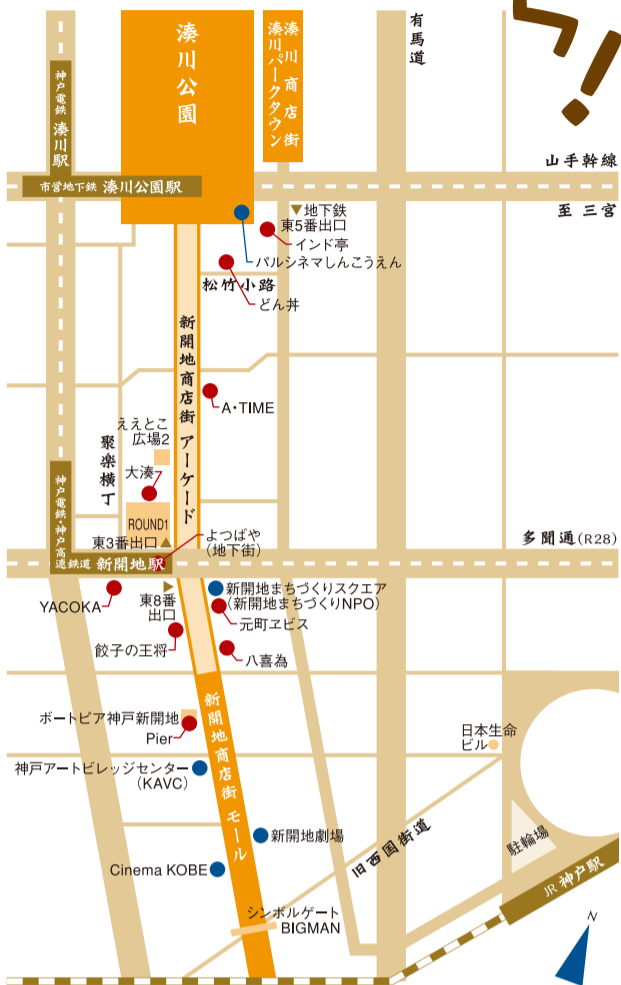 ソ!
有馬道
湊川公園
湊川商店街
湊川パークタウン
神戸電鉄 湊川駅
市営地下鉄 湊川公園駅
山手幹線
至 三宮
▼地下鉄
東5番出口
インド亭
パルシネマしんこうえん
松竹小路
どん丼
新開地商店街 アーケード
A・TIME
ええとこ
広場2
聚楽横丁
大湊
ROUND1
東3番出口▲
よつばや
(地下街)
多聞通(R28)
神戸電鉄・神戸高速鉄道 新開地駅
YACOKA
東8番
出口
新開地まちづくりスクエア
(新開地まちづくりNPO)
元町ヱビス
餃子の王将
八喜為
新開地商店街 モール
ボートピア神戸新開地
Pier
日本生命
ビル
神戸アートビレッジセンター
(KAVC)
新開地劇場
旧西国街道
駐輪場
Cinema KOBE
JR 神戸駅
シンボルゲート
BIGMAN
N